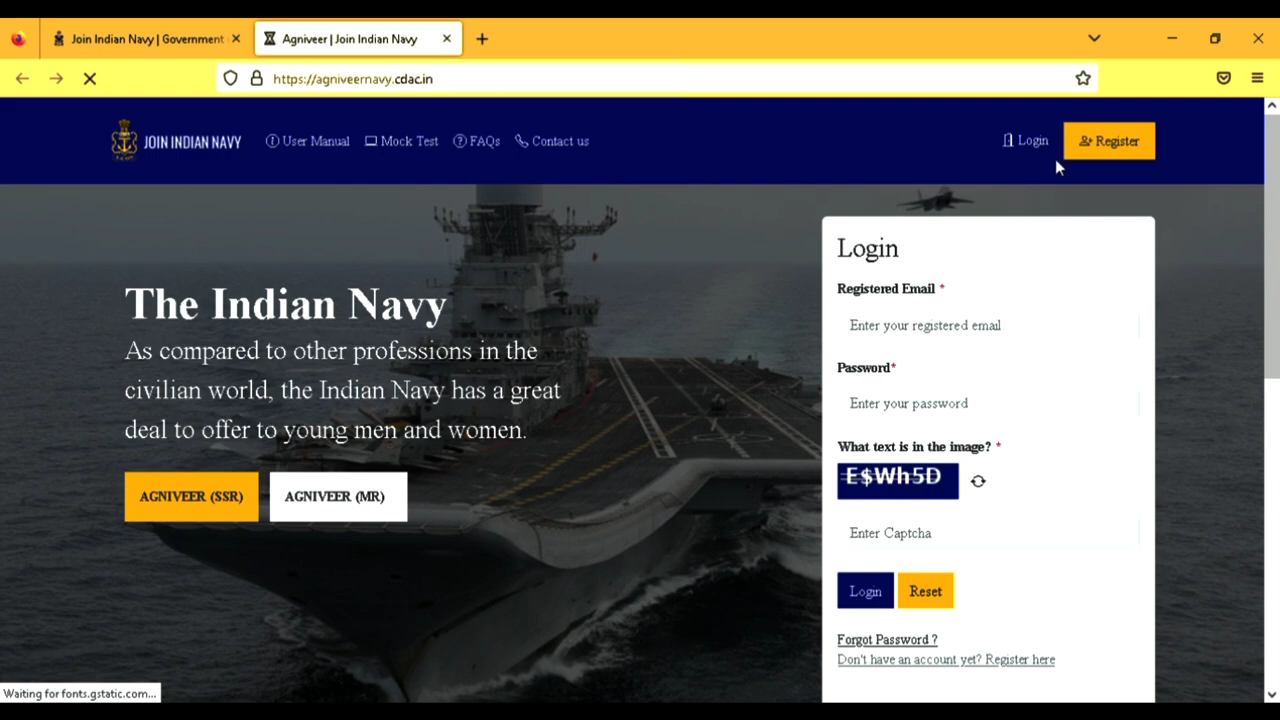 Join Indian Navy | Government
Agniveer | Join Indian Navy
https://agniveernavy.cdac.in
JOIN INDIAN NAVY
User Manual
Mock Test
FAQs
Contact us
Login
Register
The Indian Navy
As compared to other professions in the
civilian world, the Indian Navy has a great
deal to offer to young men and women.
AGNIVEER (SSR)
AGNIVEER (MR)
Login
Registered Email *
Enter your registered email
Password*
Enter your password
What text is in the image? *
E$Wh5D
Enter Captcha
Login
Reset
Forgot Password ?
Don't have an account yet? Register here
Waiting for fonts.gstatic.com...